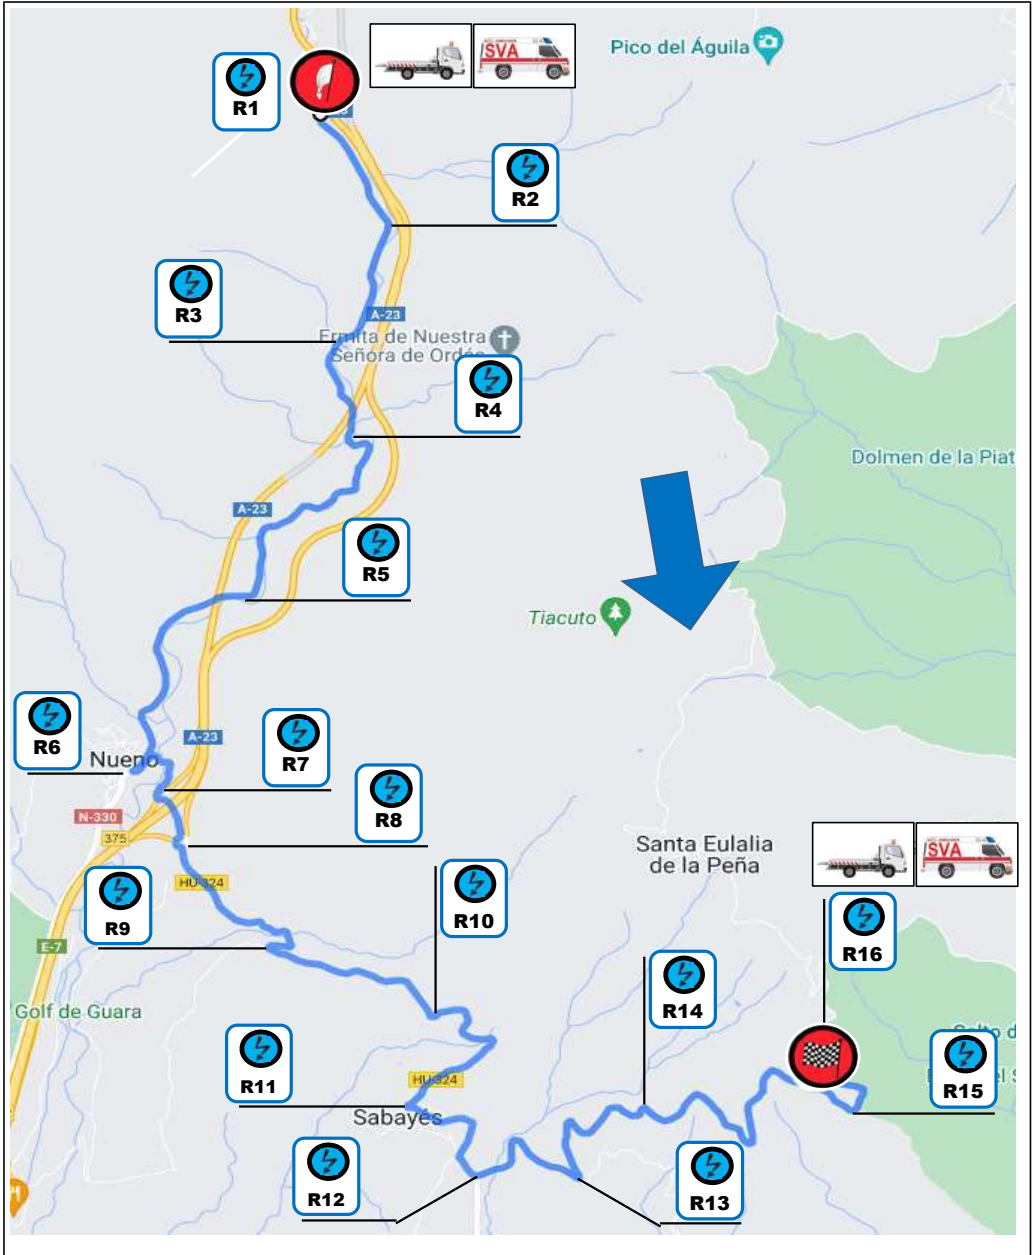 SVA
Pico del Águila
R1
R2
R3
A-23
Ermita de Nuestra
Señora de Ordás
R4
Dolmen de la Piat
A-23
R5
Tiacuto
R6
Nueno
A-23
R7
N-330
R8
375
Santa Eulalia
de la Peña
SVA
HU-324
R9
R10
R16
E-7
Golf de Guara
R14
R11
HU-324
Sabayés
R15
R12
R13